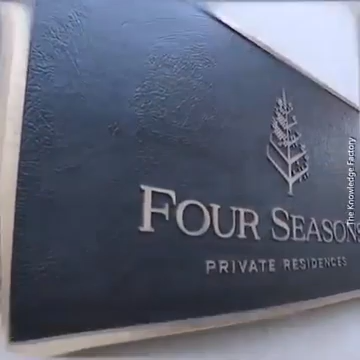 FOUR SEASONS
PRIVATE RESIDENCES
The Knowledge Factory